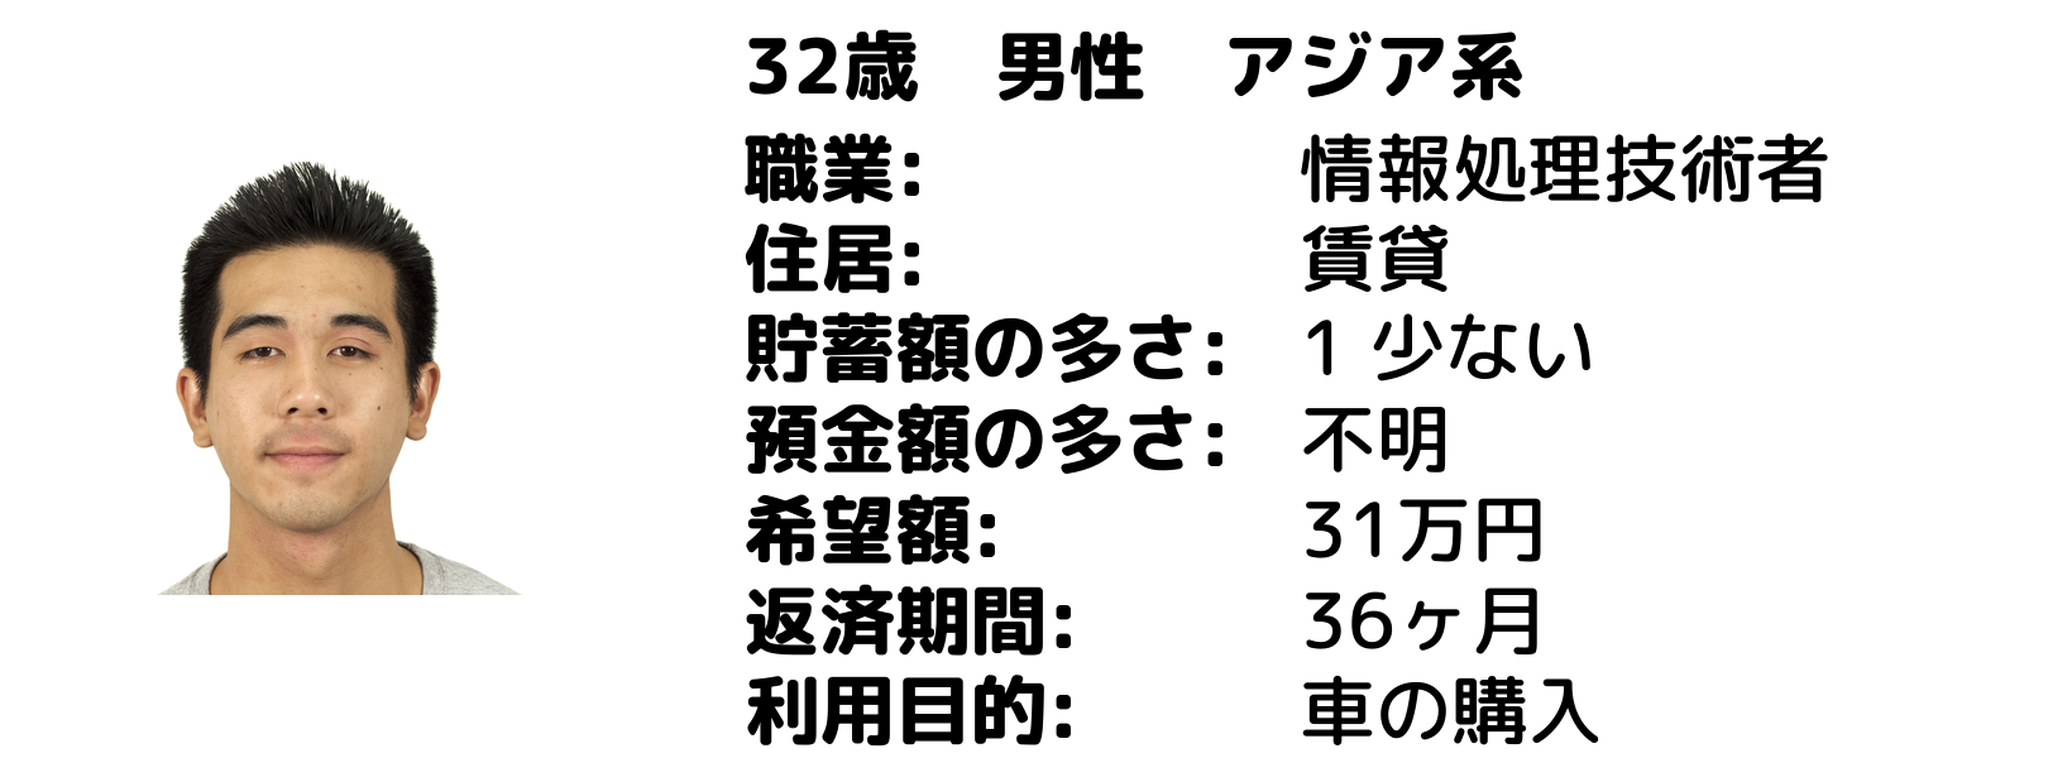 32歳　男性　アジア系
職業: 情報処理技術者
住居: 賃貸
貯蓄額の多さ: 1 少ない
預金額の多さ: 不明
希望額: 31万円
返済期間: 36ヶ月
利用目的: 車の購入